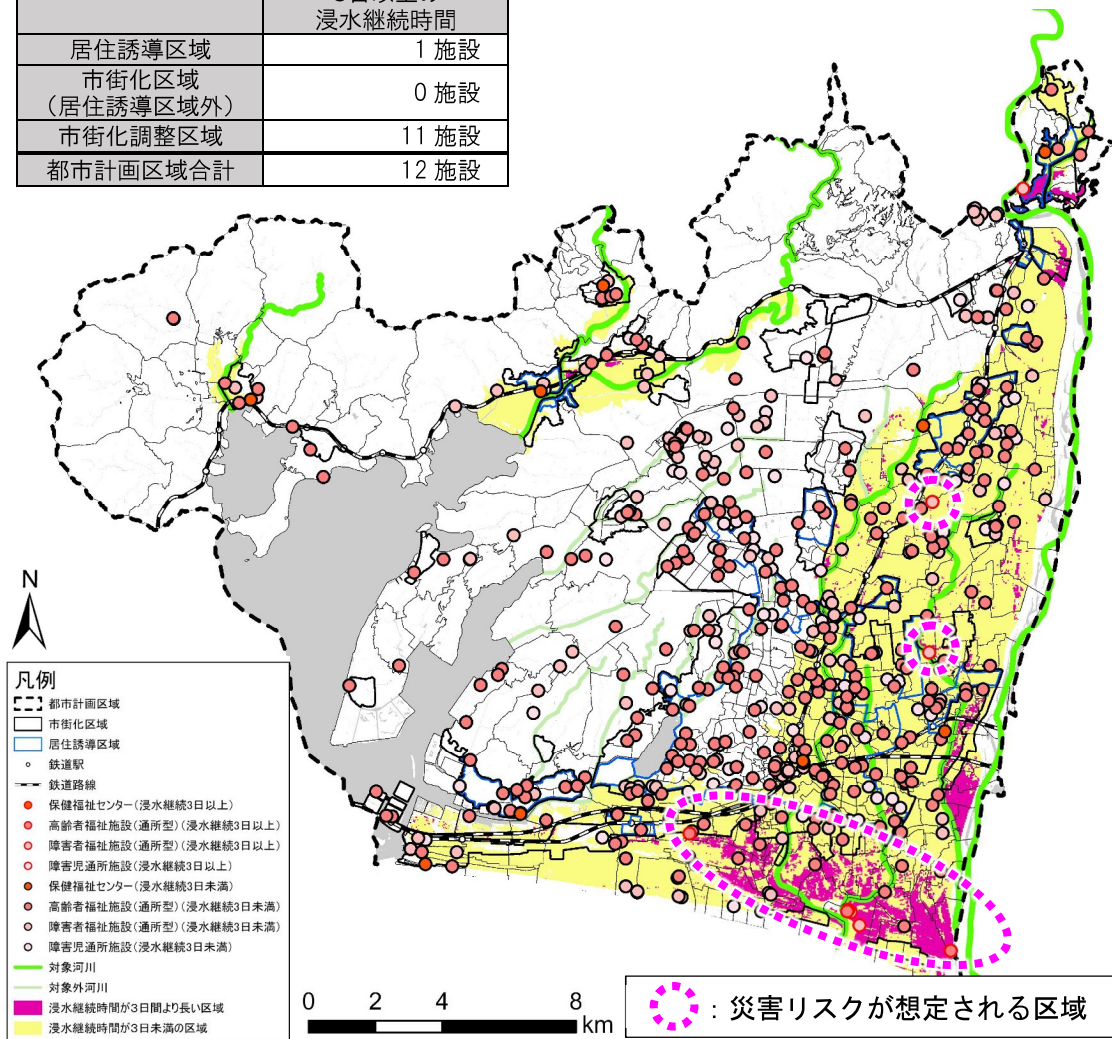 浸水継続時間
居住誘導区域 1 施設
市街化区域
（居住誘導区域外） 0 施設
市街化調整区域 11 施設
都市計画区域合計 12 施設
N
凡例
都市計画区域
市街化区域
居住誘導区域
鉄道駅
鉄道路線
保健福祉センター(浸水継続3日以上)
高齢者福祉施設(通所型)(浸水継続3日以上)
障害者福祉施設(通所型)(浸水継続3日以上)
障害児通所施設(浸水継続3日以上)
保健福祉センター(浸水継続3日未満)
高齢者福祉施設(通所型)(浸水継続3日未満)
障害者福祉施設(通所型)(浸水継続3日未満)
障害児通所施設(浸水継続3日未満)
対象河川
対象外河川
浸水継続時間が3日間より長い区域
浸水継続時間が3日未満の区域
0 2 4 8
km
：災害リスクが想定される区域